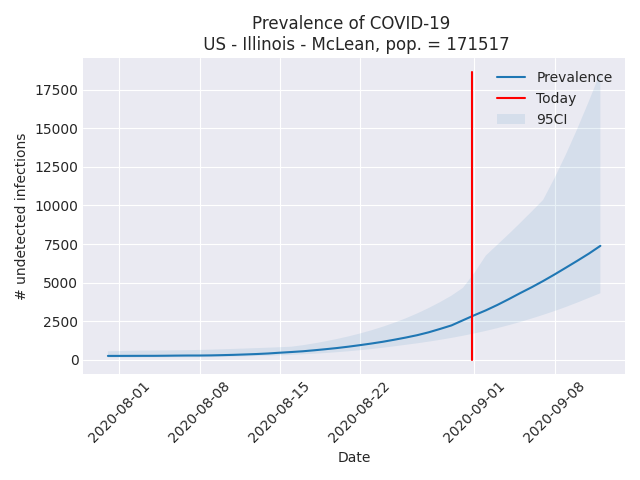 Prevalence of COVID-19
US - Illinois - McLean, pop. = 171517
Prevalence
Today
95CI
# undetected infections
17500
15000
12500
10000
7500
5000
2500
0
2020-08-01
2020-08-08
2020-08-15
2020-08-22
2020-09-01
2020-09-08
Date